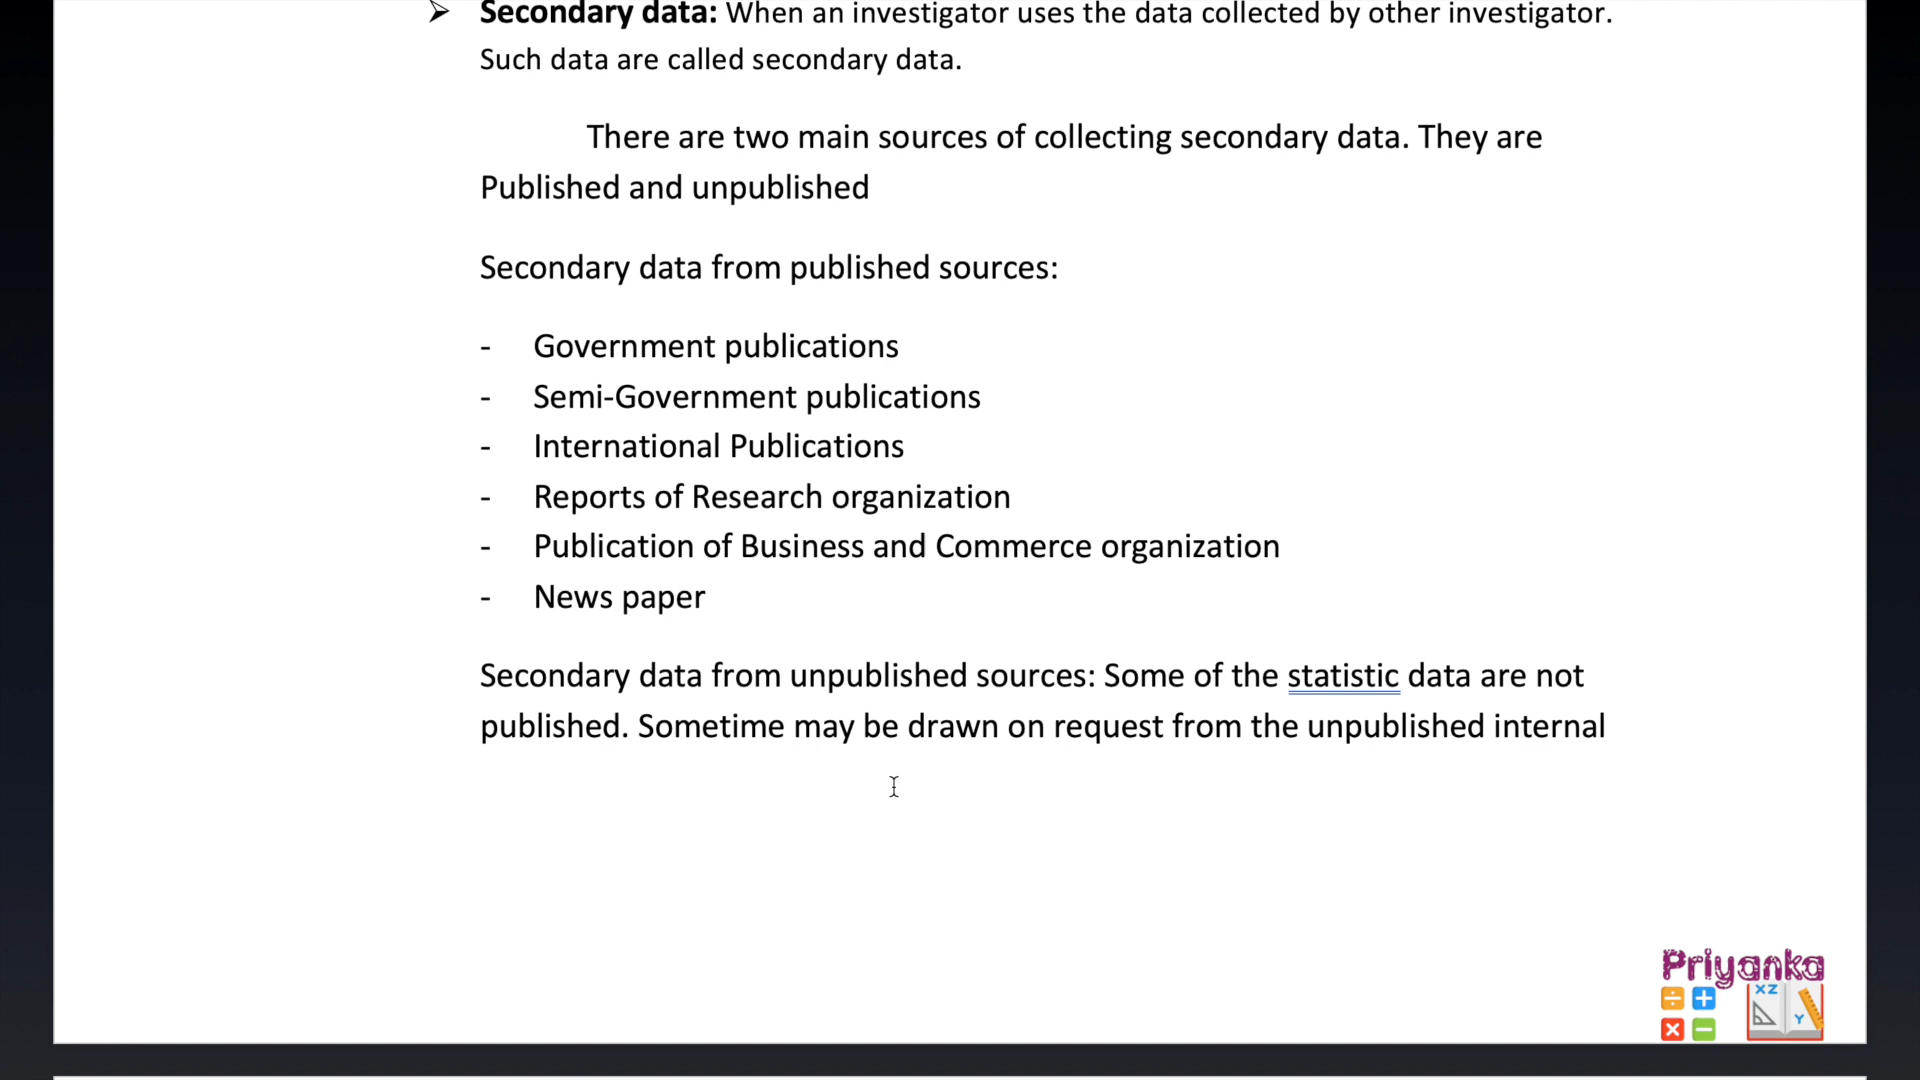 ➢ Secondary data: When an investigator uses the data collected by other investigator.
Such data are called secondary data.
There are two main sources of collecting secondary data. They are
Published and unpublished
Secondary data from published sources:
- Government publications
- Semi-Government publications
- International Publications
- Reports of Research organization
- Publication of Business and Commerce organization
- News paper
Secondary data from unpublished sources: Some of the statistic data are not
published. Sometime may be drawn on request from the unpublished internal
Priyanka
XZ
Y